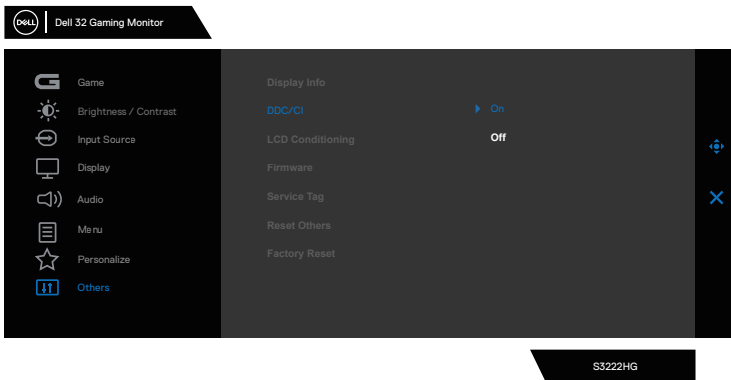 DELL Dell 32 Gaming Monitor
Game
Brightness / Contrast
Input Source
Display
Audio
Menu
Personalize
Others
Display Info
DDC/CI
LCD Conditioning
Firmware
Service Tag
Reset Others
Factory Reset
On
Off
S3222HG